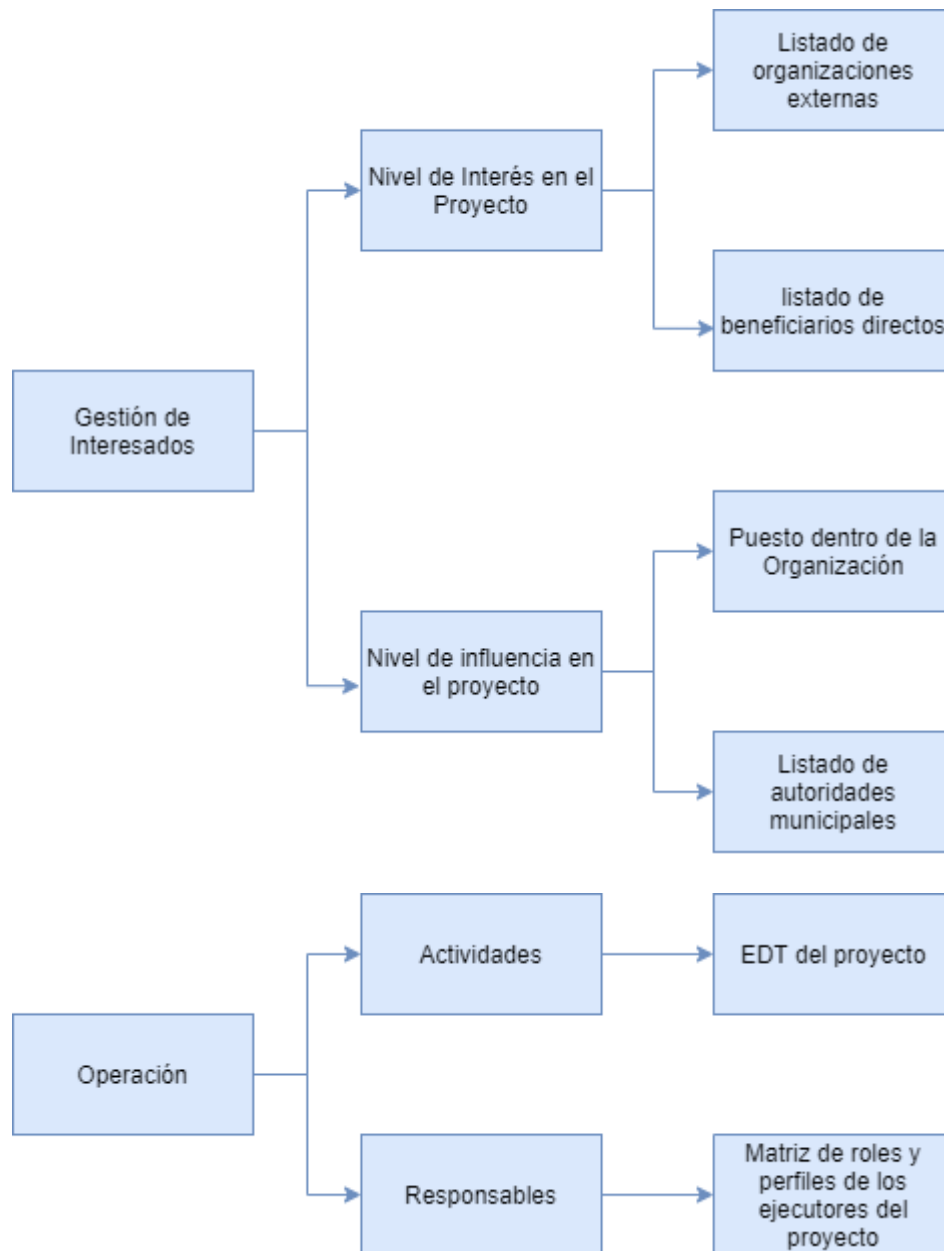 Listado de
organizaciones
externas
Nivel de Interés en el
Proyecto
listado de
beneficiarios directos
Gestión de
Interesados
Puesto dentro de la
Organización
Nivel de influencia en
el proyecto
Listado de
autoridades
municipales
Actividades
EDT del proyecto
Operación
Responsables
Matriz de roles y
perfiles de los
ejecutores del
proyecto